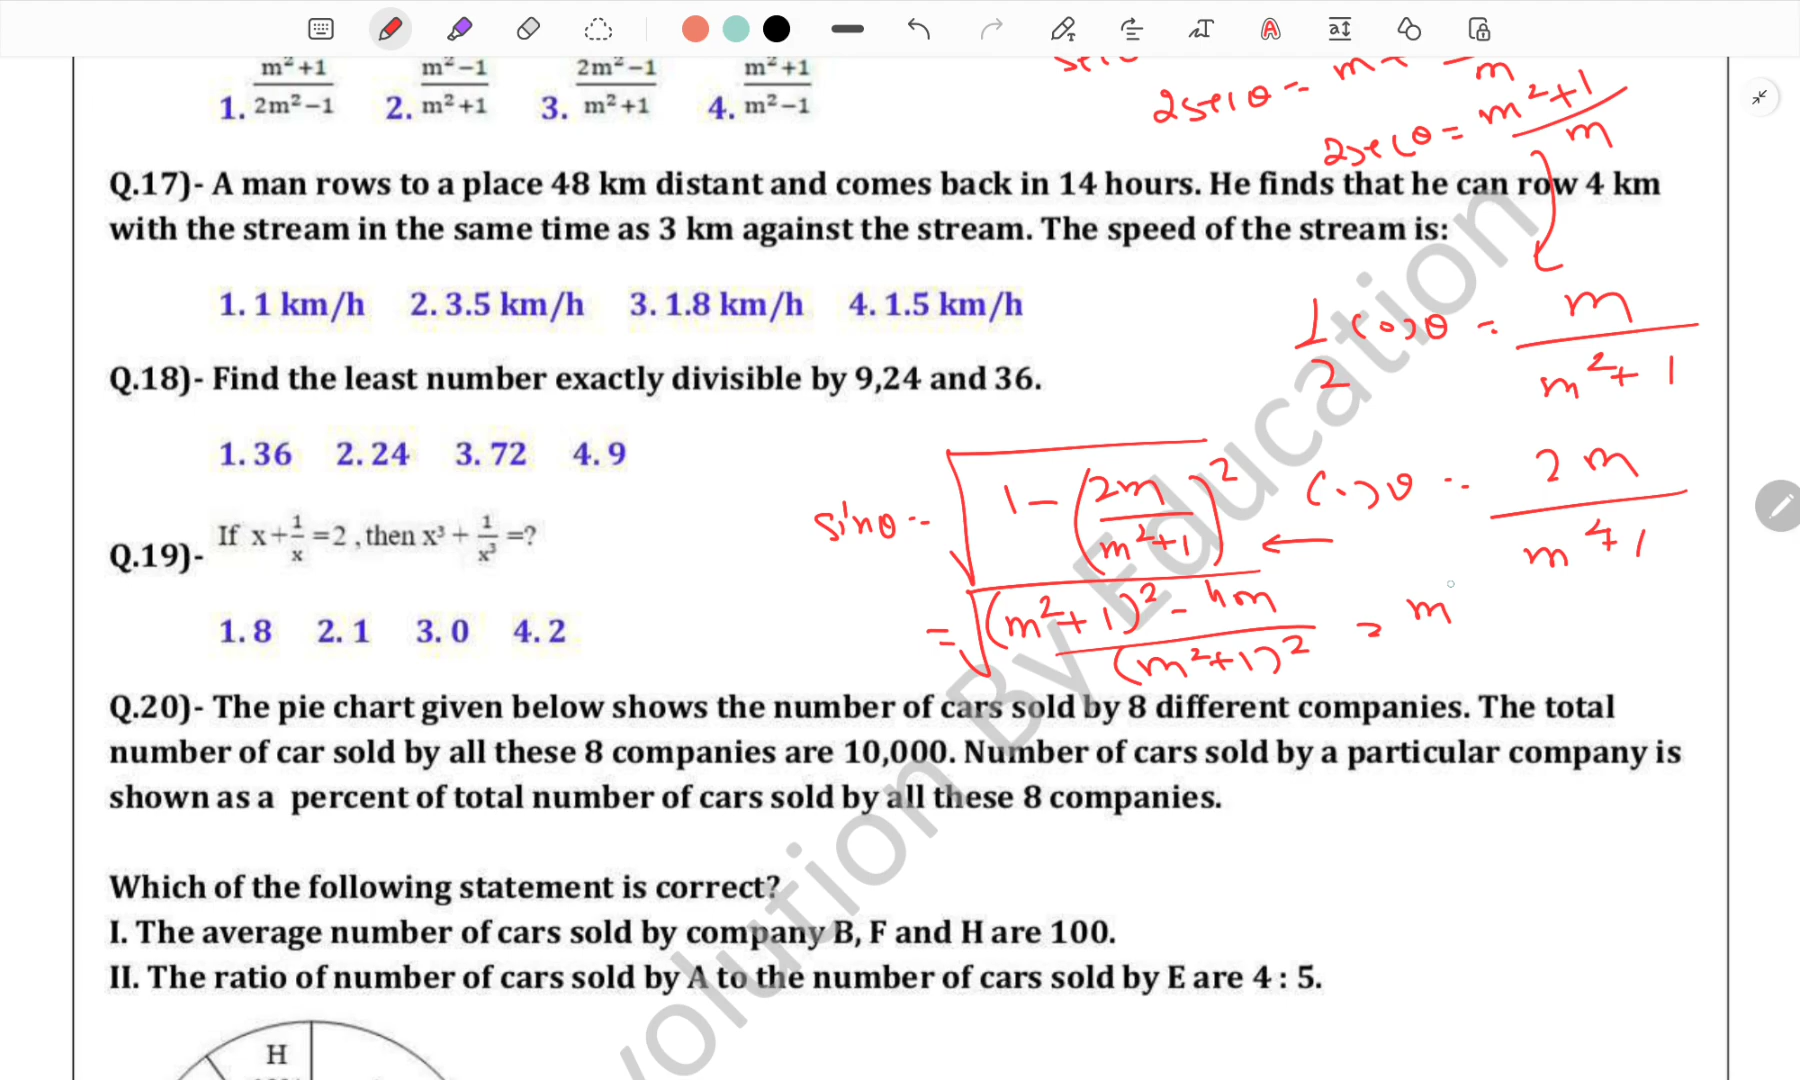 1. m²+1/2m²−1 2. m²−1/m²+1 3. 2m²−1/m²+1 4. m²+1/m²−1
2secθ = m²+1/m
2secθ =
Q.17)- A man rows to a place 48 km distant and comes back in 14 hours. He finds that he can row 4 km
with the stream in the same time as 3 km against the stream. The speed of the stream is:
1. 1 km/h 2. 3.5 km/h 3. 1.8 km/h 4. 1.5 km/h
1/2 cosθ = m/m²+1
Q.18)- Find the least number exactly divisible by 9,24 and 36.
1. 36 2. 24 3. 72 4. 9
sinθ = √1−(2m/m²+1)² ← cosθ = 2m/m²+1
Q.19)- If x+1/x=2 , then x³+1/x³=?
1. 8 2. 1 3. 0 4. 2
= √(m²+1)²−4m/(m²+1)² = m
Q.20)- The pie chart given below shows the number of cars sold by 8 different companies. The total
number of car sold by all these 8 companies are 10,000. Number of cars sold by a particular company is
shown as a percent of total number of cars sold by all these 8 companies.
Which of the following statement is correct?
I. The average number of cars sold by company B, F and H are 100.
II. The ratio of number of cars sold by A to the number of cars sold by E are 4 : 5.
H
By Education